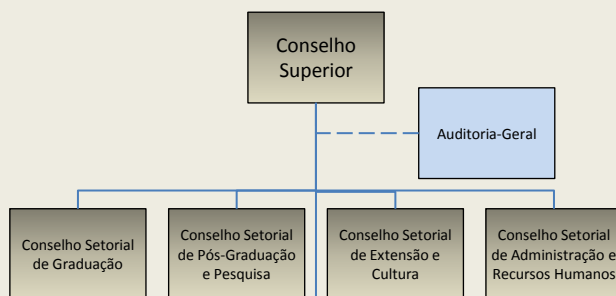 Conselho
Superior
Auditoria-Geral
Conselho Setorial
de Graduação
Conselho Setorial
de Pós-Graduação
e Pesquisa
Conselho Setorial
de Extensão e
Cultura
Conselho Setorial
de Administração e
Recursos Humanos